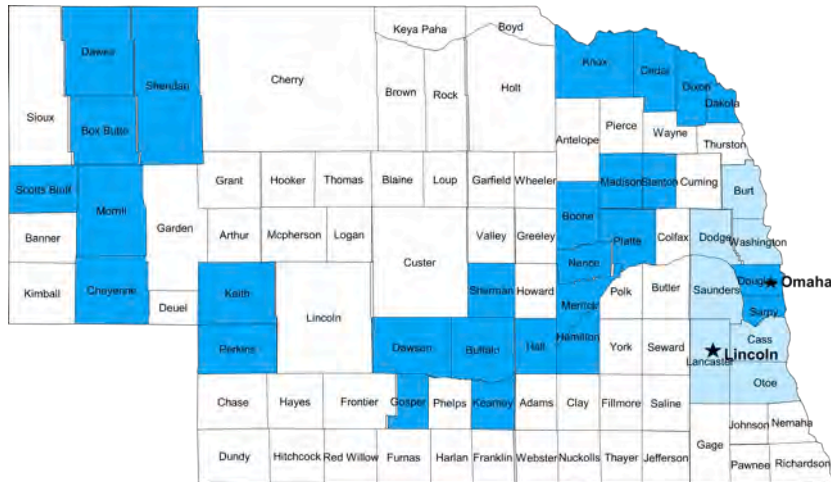 Keya Paha
Boyd
Dawes
Sheridan
Cherry
Knox
Cedar
Dixon
Dakota
Brown
Rock
Holt
Sioux
Box Butte
Antelope
Pierce
Wayne
Thurston
Scotts Bluff
Morrill
Garden
Grant
Hooker
Thomas
Blaine
Loup
Garfield
Wheeler
Madison
Stanton
Cuming
Burt
Boone
Banner
Arthur
Mcpherson
Logan
Custer
Valley
Greeley
Platte
Colfax
Dodge
Washington
Nance
Kimball
Cheyenne
Deuel
Keith
Lincoln
Sherman
Howard
Merrick
Polk
Butler
Saunders
Douglas
Omaha
Sarpy
Perkins
Dawson
Buffalo
Hall
Hamilton
York
Seward
Lancaster
Lincoln
Cass
Otoe
Chase
Hayes
Frontier
Gosper
Phelps
Kearney
Adams
Clay
Fillmore
Saline
Gage
Johnson
Nemaha
Dundy
Hitchcock
Red Willow
Furnas
Harlan
Franklin
Webster
Nuckolls
Thayer
Jefferson
Pawnee
Richardson